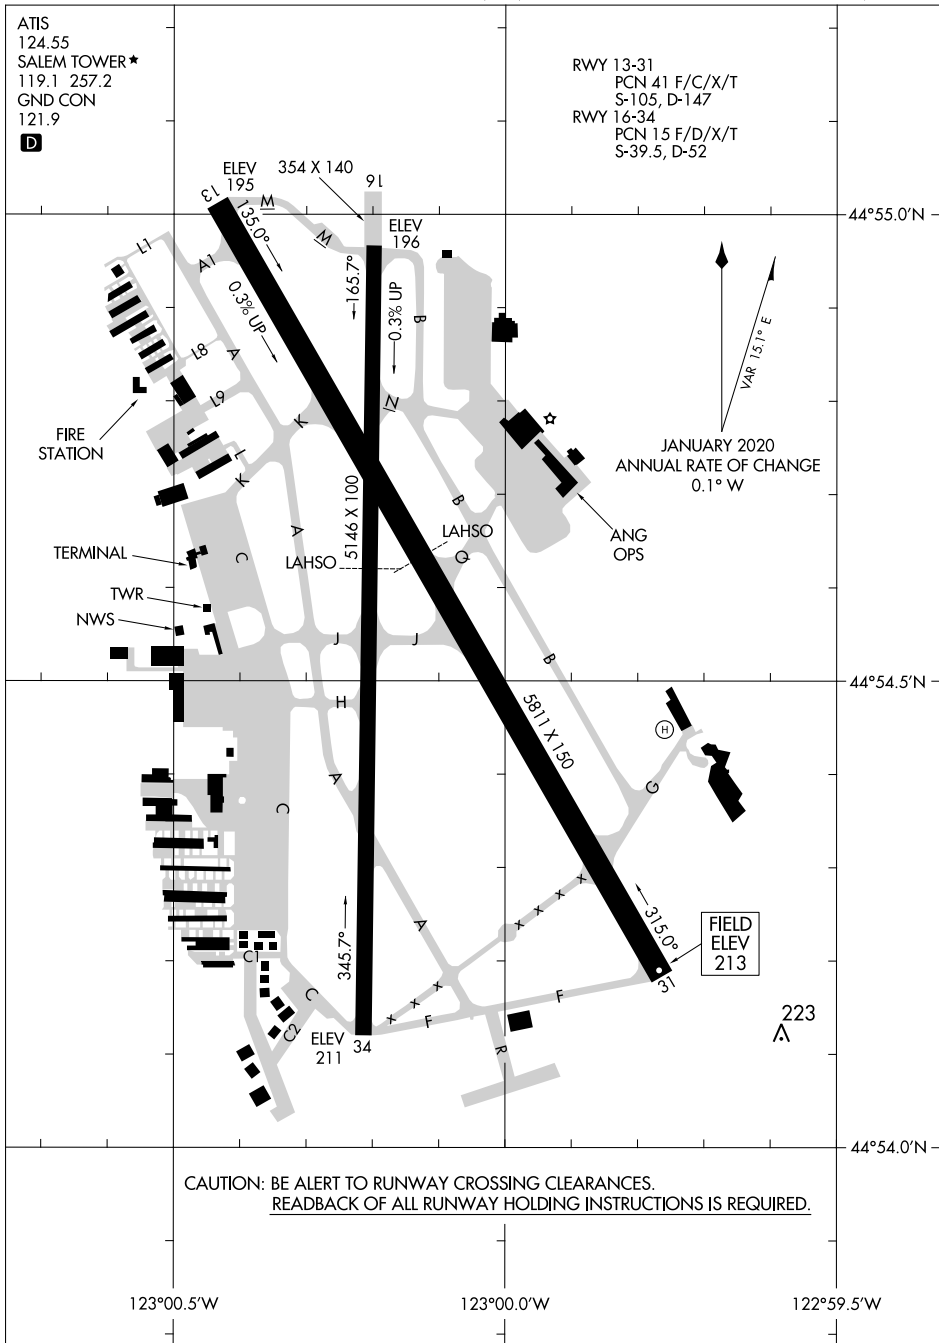 ATIS
124.55
SALEM TOWER★
119.1 257.2
GND CON
121.9
D
RWY 13-31
PCN 41 F/C/X/T
S-105, D-147
RWY 16-34
PCN 15 F/D/X/T
S-39.5, D-52
ELEV
195
354 X 140
16
13
135.0°
M
M
ELEV
196
44°55.0'N
L1
A1
165.7°
0.3% UP
0.3% UP
B
VAR 15.1° E
L8
A
L9
K
N
FIRE
STATION
L
K
JANUARY 2020
ANNUAL RATE OF CHANGE
0.1° W
B
A
5146 X 100
LAHSO
LAHSO
Q
ANG
OPS
TERMINAL
C
TWR
NWS
J
J
B
44°54.5'N
H
5811 X 150
H
A
G
C
A
345.7°
315.0°
FIELD
ELEV
213
31
C1
C
C2
F
F
ELEV
211
34
R
223
x x x x
x x x
44°54.0'N
CAUTION: BE ALERT TO RUNWAY CROSSING CLEARANCES.
READBACK OF ALL RUNWAY HOLDING INSTRUCTIONS IS REQUIRED.
123°00.5'W
123°00.0'W
122°59.5'W